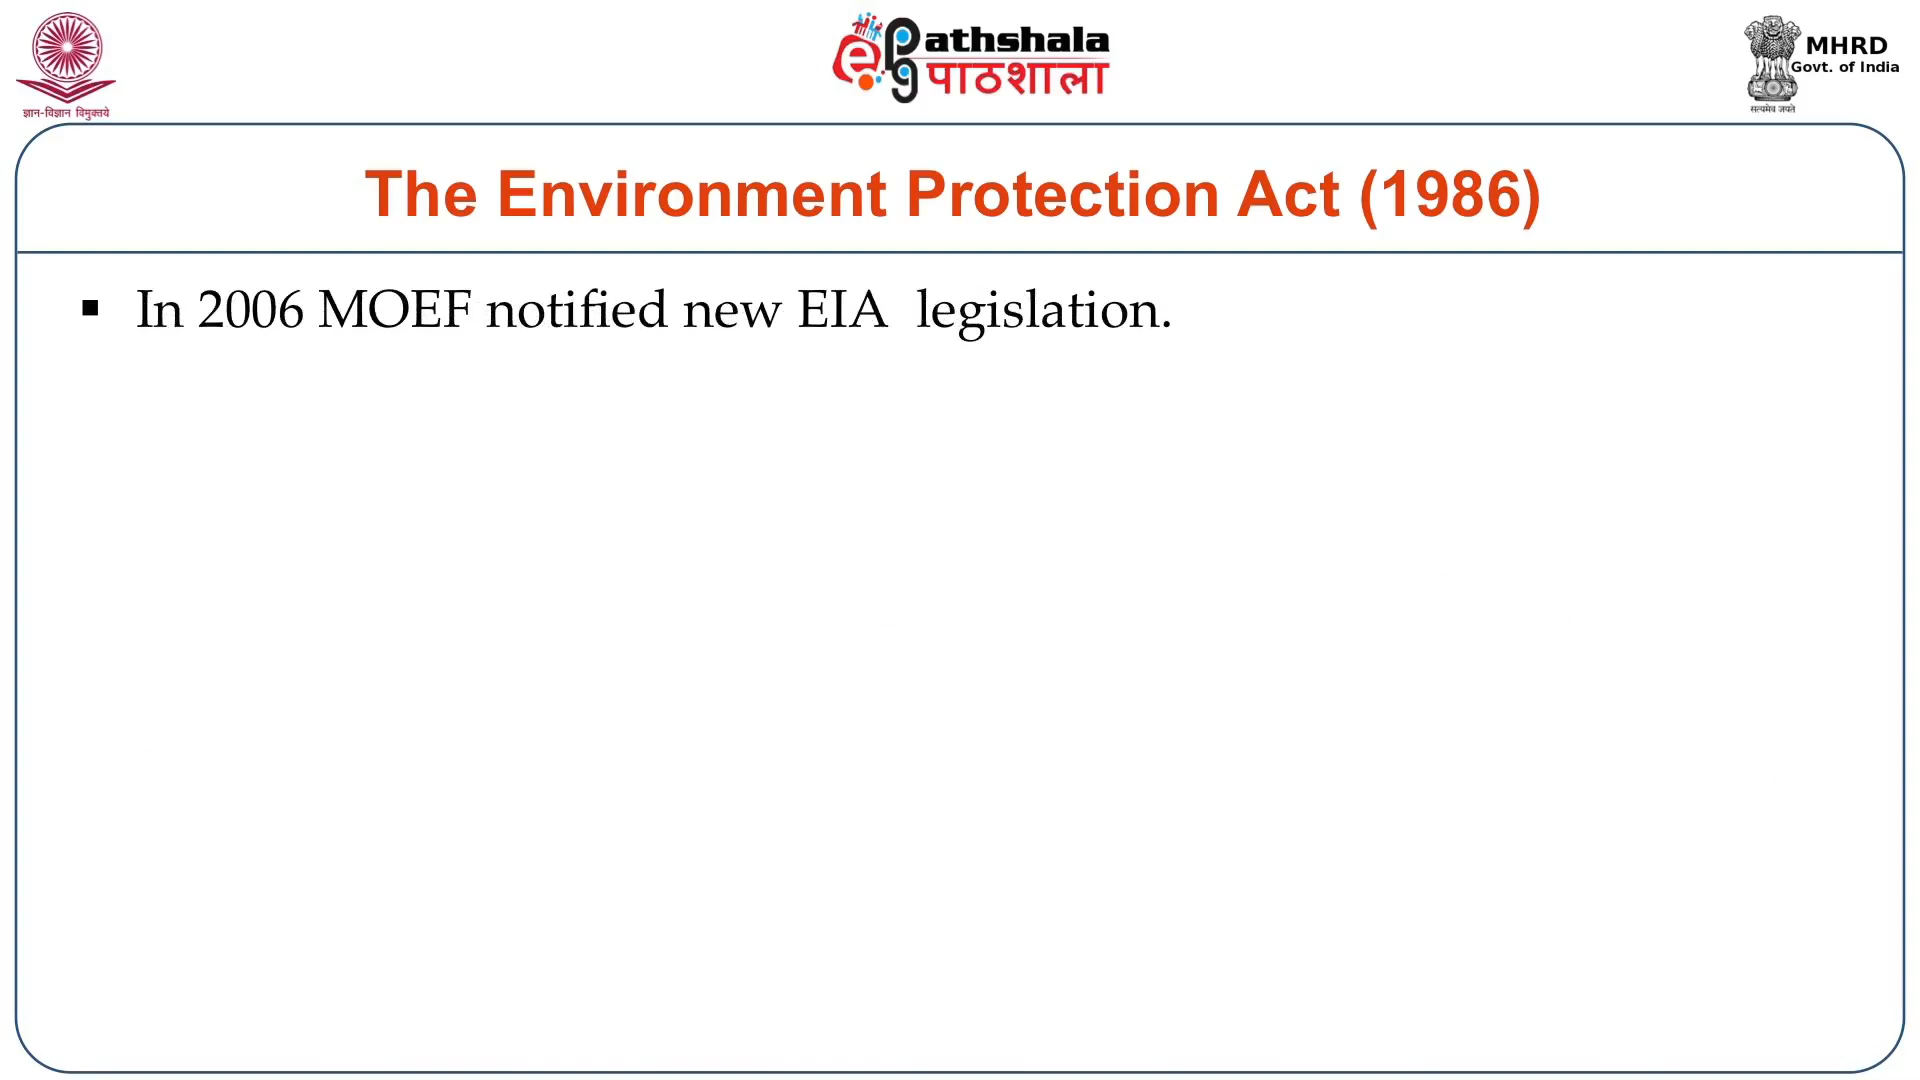 ज्ञान-विज्ञान विमुक्तये
e Pg athshala
पाठशाला
MHRD
Govt. of India
सत्यमेव जयते
The Environment Protection Act (1986)
▪ In 2006 MOEF notified new EIA legislation.